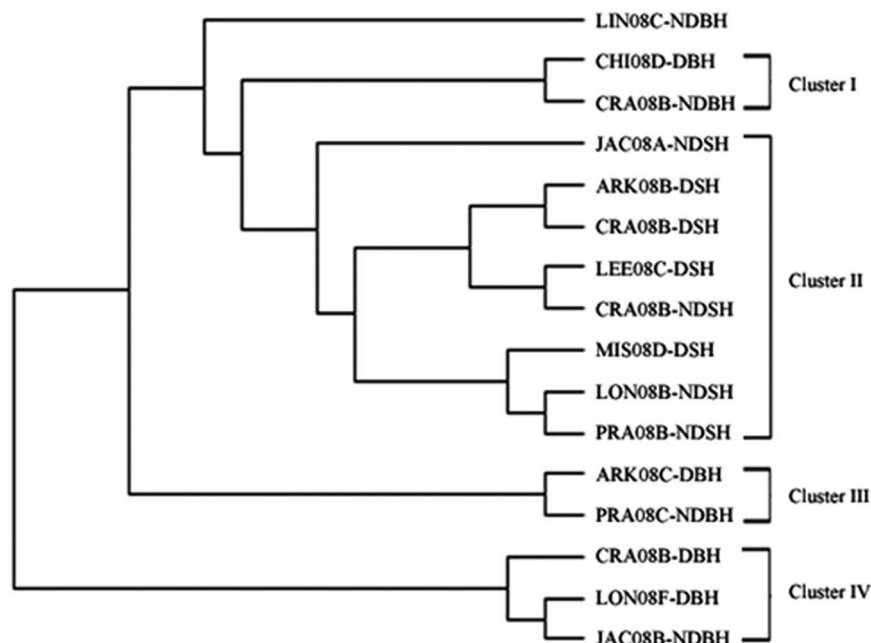 LIN08C-NDBH
CHI08D-DBH
Cluster I
CRA08B-NDBH
JAC08A-NDSH
ARK08B-DSH
CRA08B-DSH
LEE08C-DSH
Cluster II
CRA08B-NDSH
MIS08D-DSH
LON08B-NDSH
PRA08B-NDSH
ARK08C-DBH
Cluster III
PRA08C-NDBH
CRA08B-DBH
Cluster IV
LON08F-DBH
JAC08B-NDBH